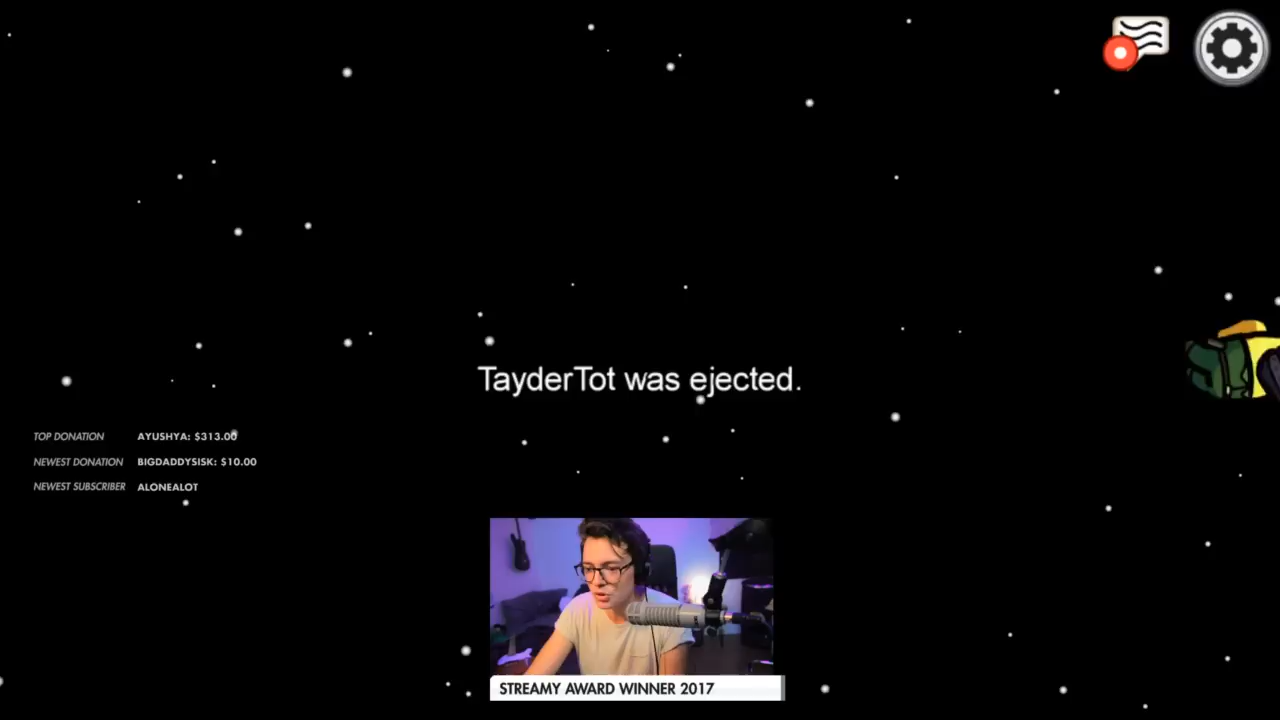 TayderTot was ejected.
TOP DONATION AYUSHYA: $313.00
NEWEST DONATION BIGDADDYSISK: $10.00
NEWEST SUBSCRIBER ALONEALOT
STREAMY AWARD WINNER 2017